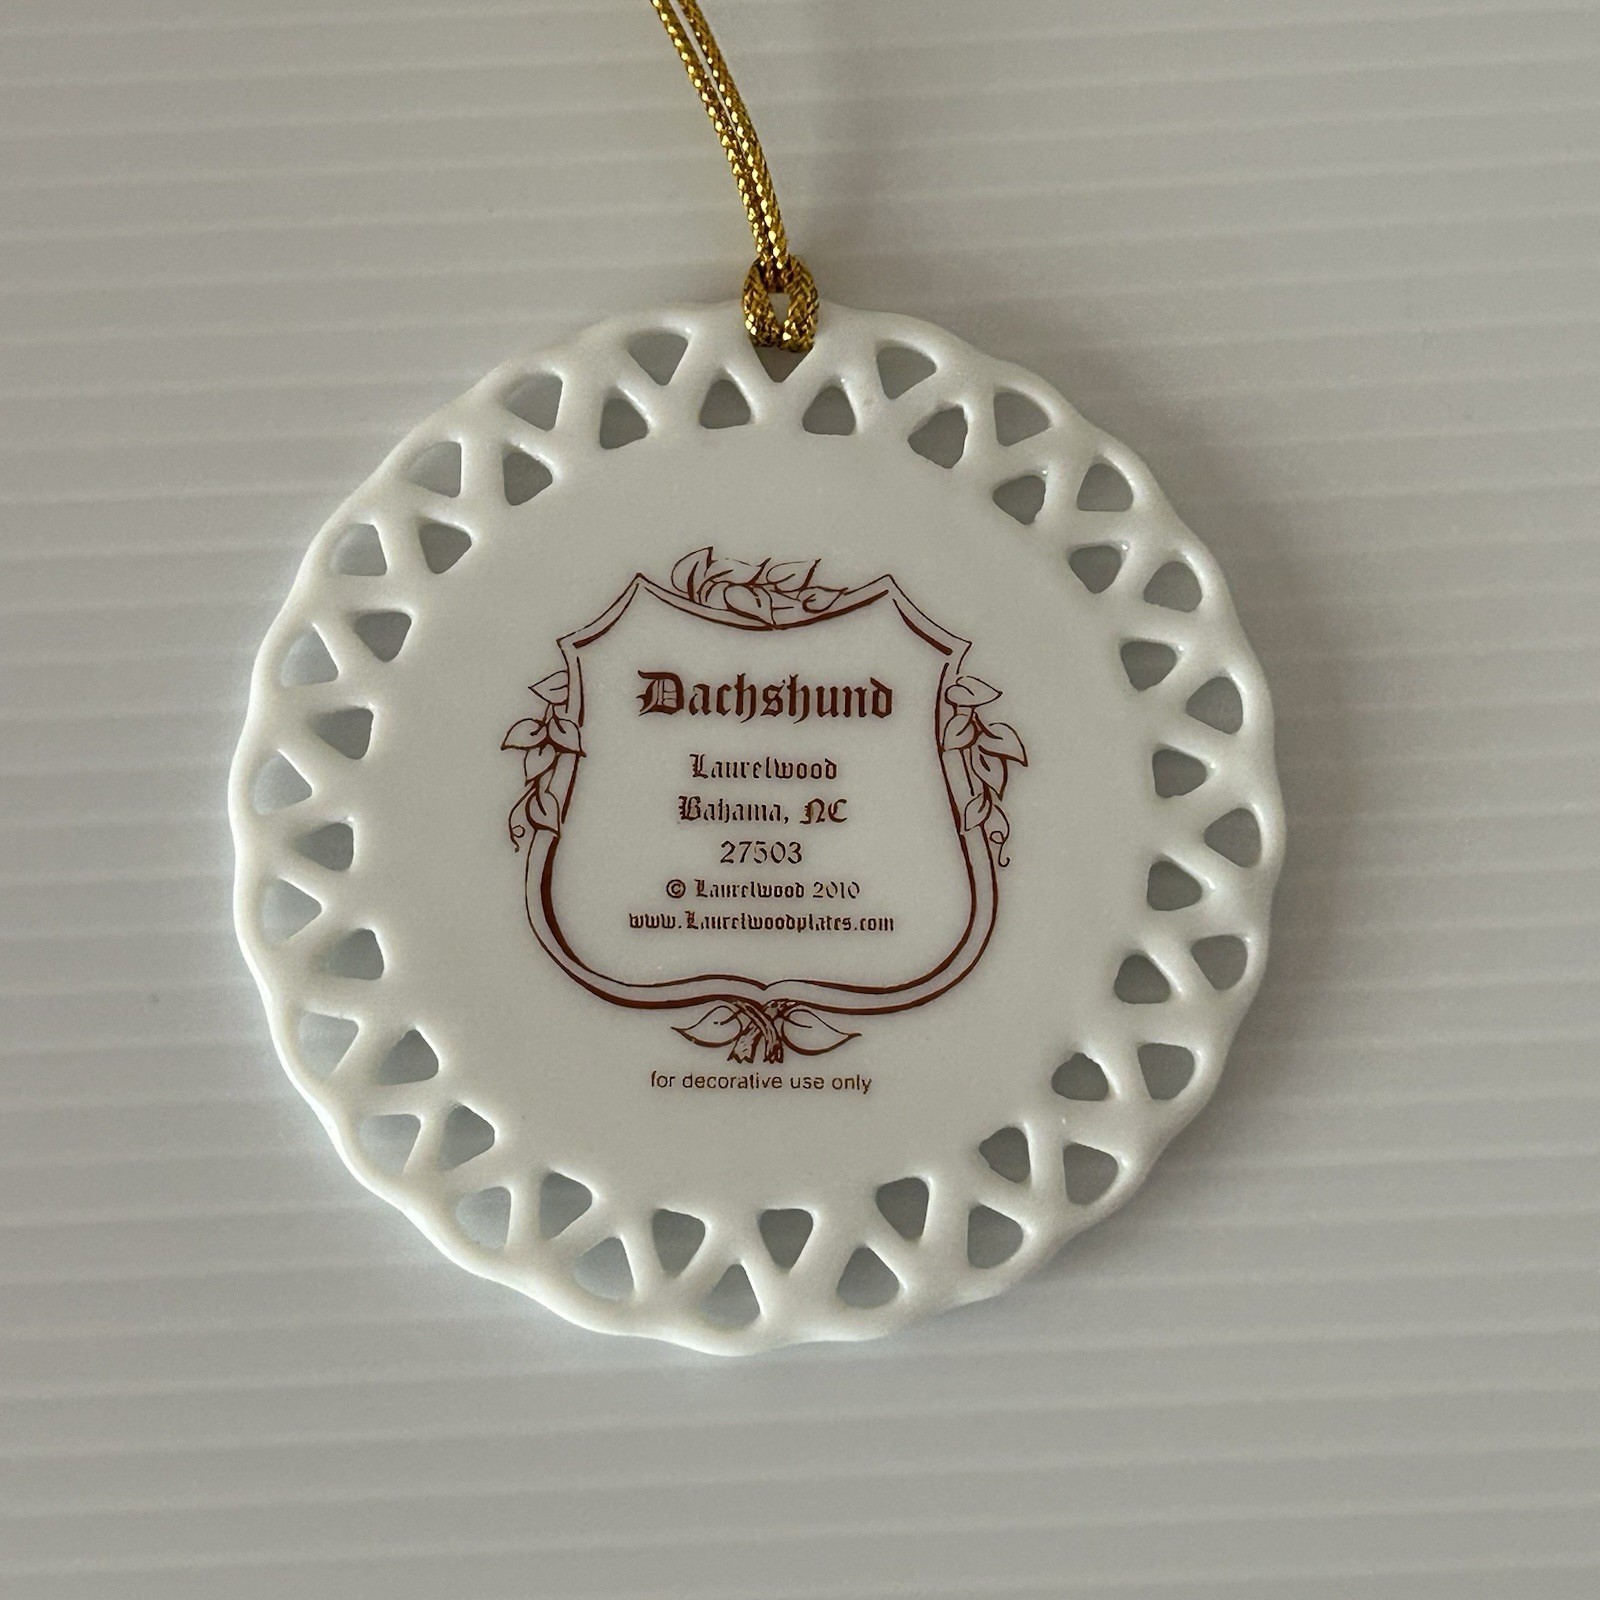 Dachshund
Laurelwood
Bahama, NC
27503
© Laurelwood 2010
www.Laurelwoodplates.com
for decorative use only